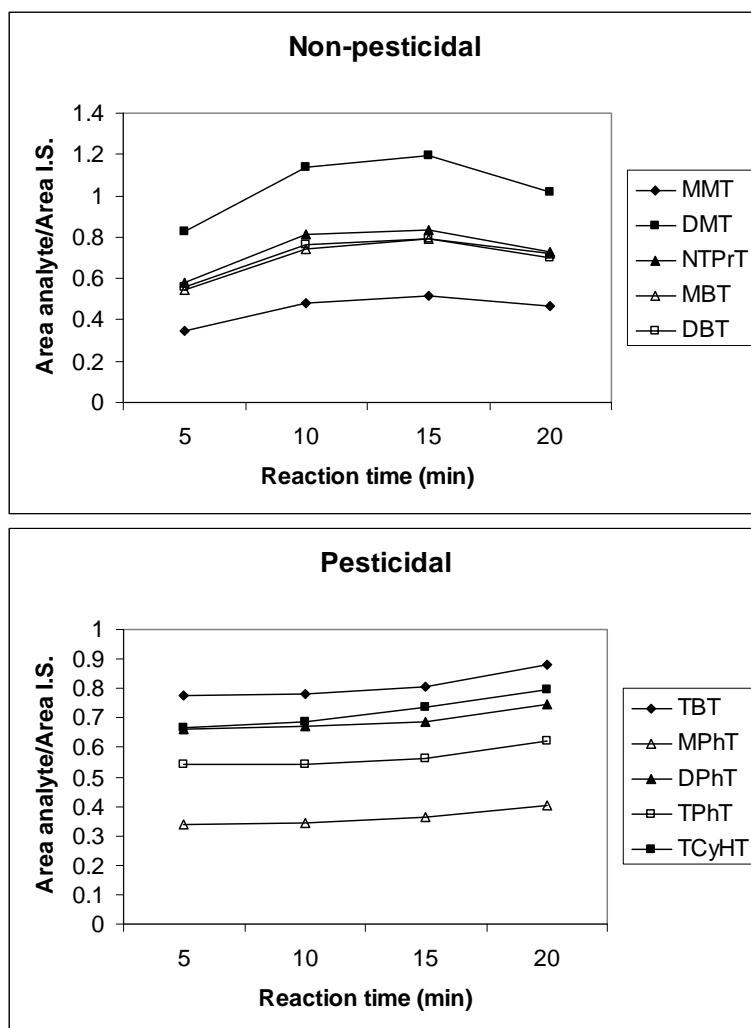 Non-pesticidal
1.4
1.2
1
0.8
0.6
0.4
0.2
0
Area analyte/Area I.S.
5 10 15 20
Reaction time (min)
MMT
DMT
NTPrT
MBT
DBT
Pesticidal
1
0.9
0.8
0.7
0.6
0.5
0.4
0.3
0.2
0.1
0
Area analyte/Area I.S.
5 10 15 20
Reaction time (min)
TBT
MPhT
DPhT
TPhT
TCyHT